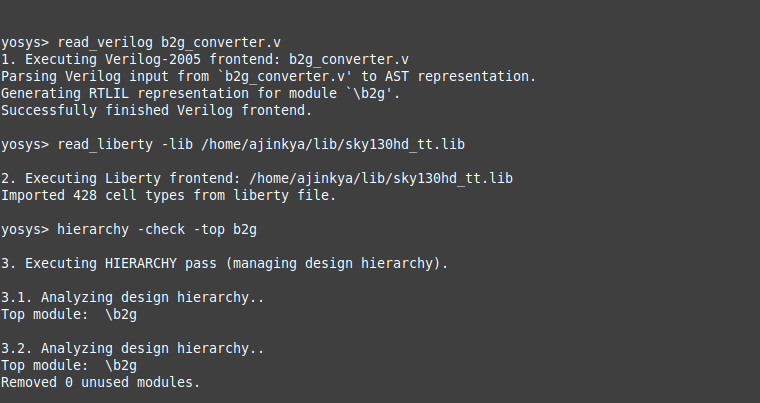 yosys> read_verilog b2g_converter.v
1. Executing Verilog-2005 frontend: b2g_converter.v
Parsing Verilog input from `b2g_converter.v' to AST representation.
Generating RTLIL representation for module `\b2g'.
Successfully finished Verilog frontend.
yosys> read_liberty -lib /home/ajinkya/lib/sky130hd_tt.lib
2. Executing Liberty frontend: /home/ajinkya/lib/sky130hd_tt.lib
Imported 428 cell types from liberty file.
yosys> hierarchy -check -top b2g
3. Executing HIERARCHY pass (managing design hierarchy).
3.1. Analyzing design hierarchy..
Top module:  \b2g
3.2. Analyzing design hierarchy..
Top module:  \b2g
Removed 0 unused modules.